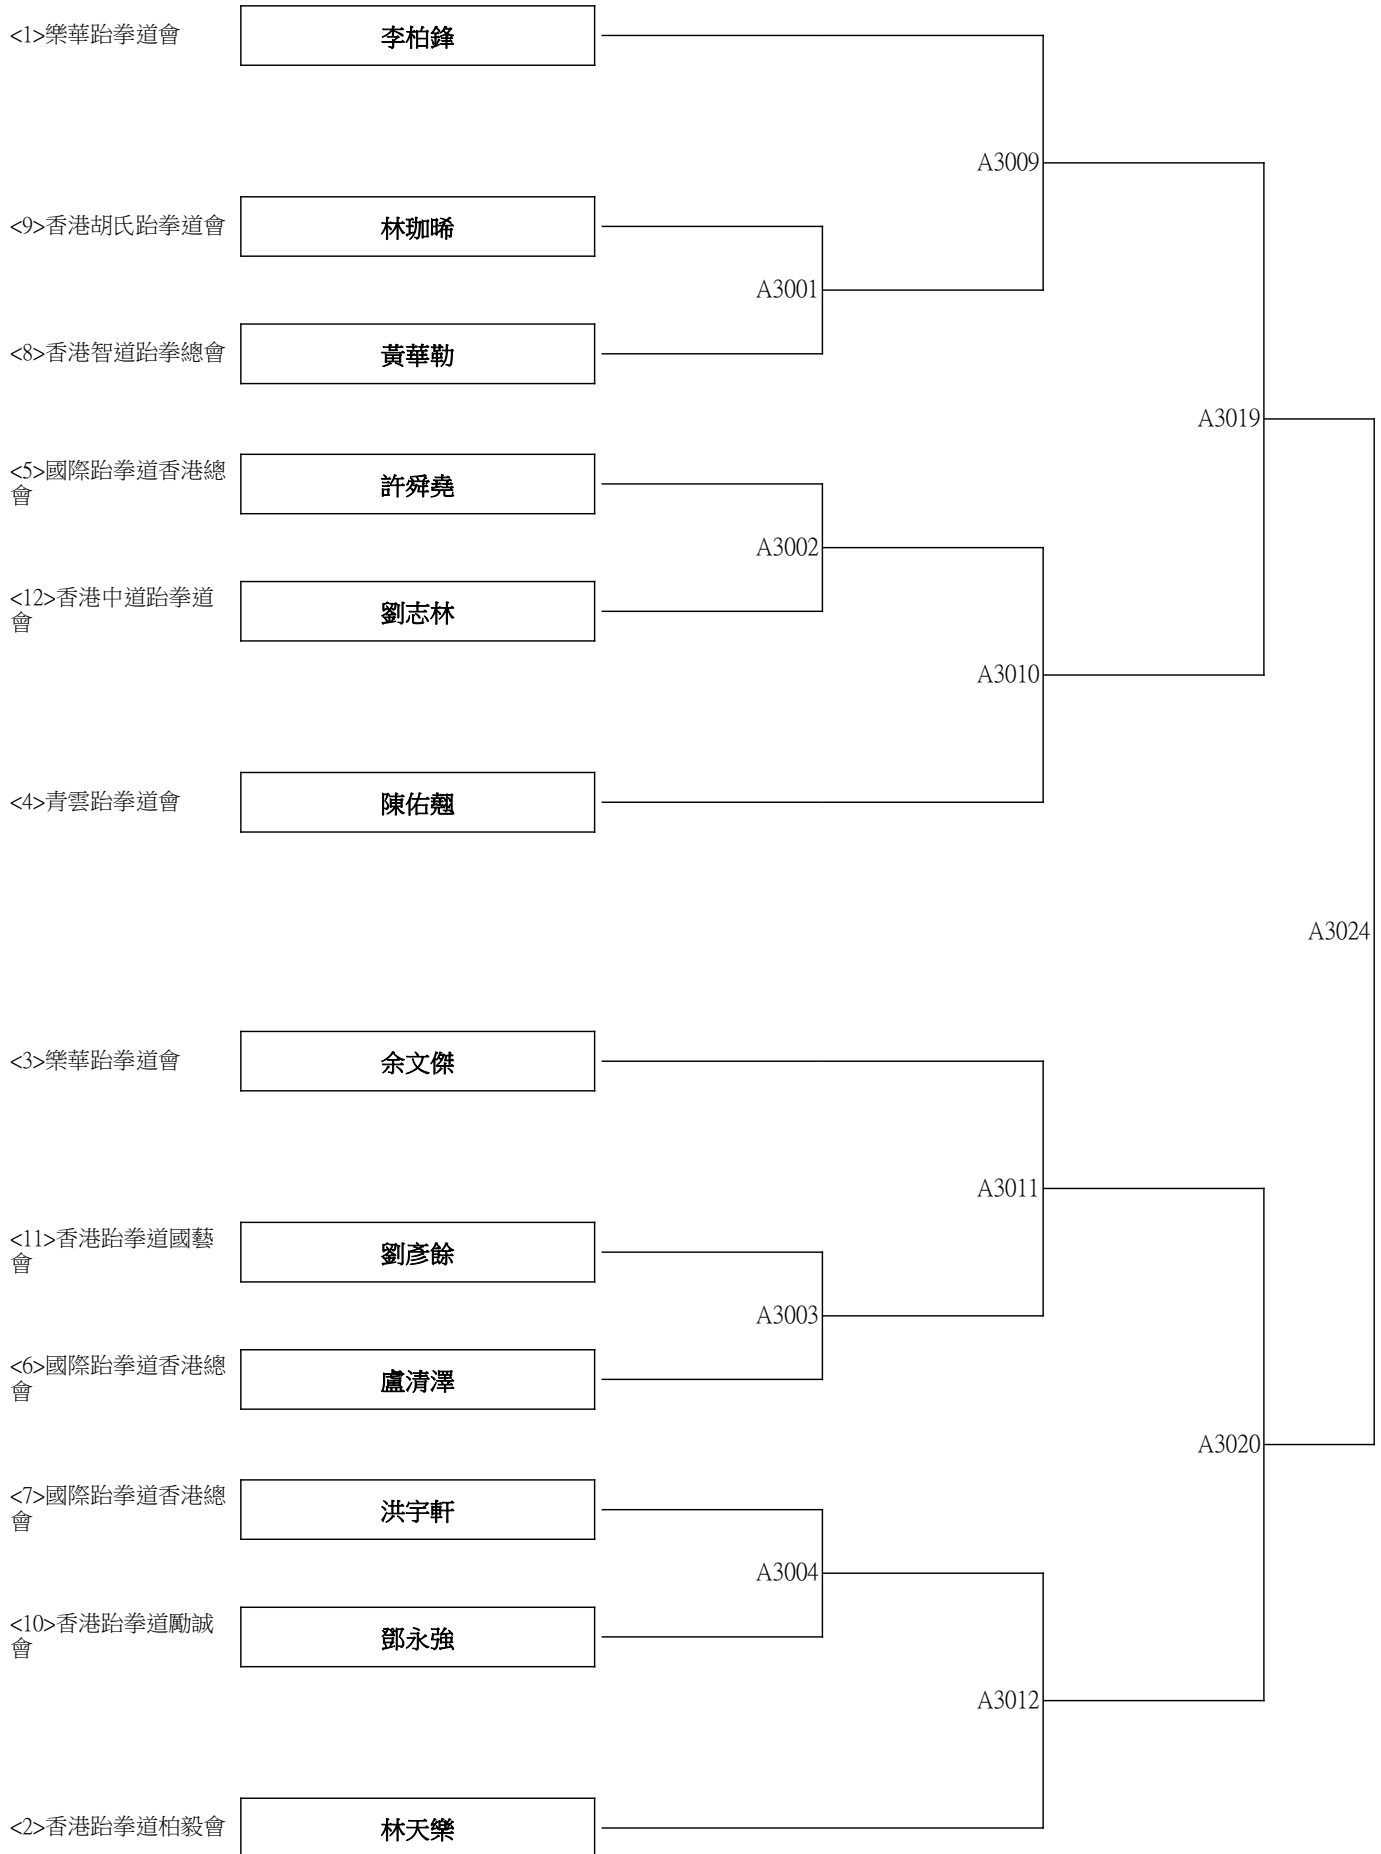 <1>樂華跆拳道會
李柏鋒
A3009
<9>香港胡氏跆拳道會
林珈晞
A3001
<8>香港智道跆拳總會
黃華勒
A3019
<5>國際跆拳道香港總
會
許舜堯
A3002
<12>香港中道跆拳道
會
劉志林
A3010
<4>青雲跆拳道會
陳佑翹
A3024
<3>樂華跆拳道會
余文傑
A3011
<11>香港跆拳道國藝
會
劉彥餘
A3003
<6>國際跆拳道香港總
會
盧清澤
A3020
<7>國際跆拳道香港總
會
洪宇軒
A3004
<10>香港跆拳道勵誠
會
鄧永強
A3012
<2>香港跆拳道柏毅會
林天樂